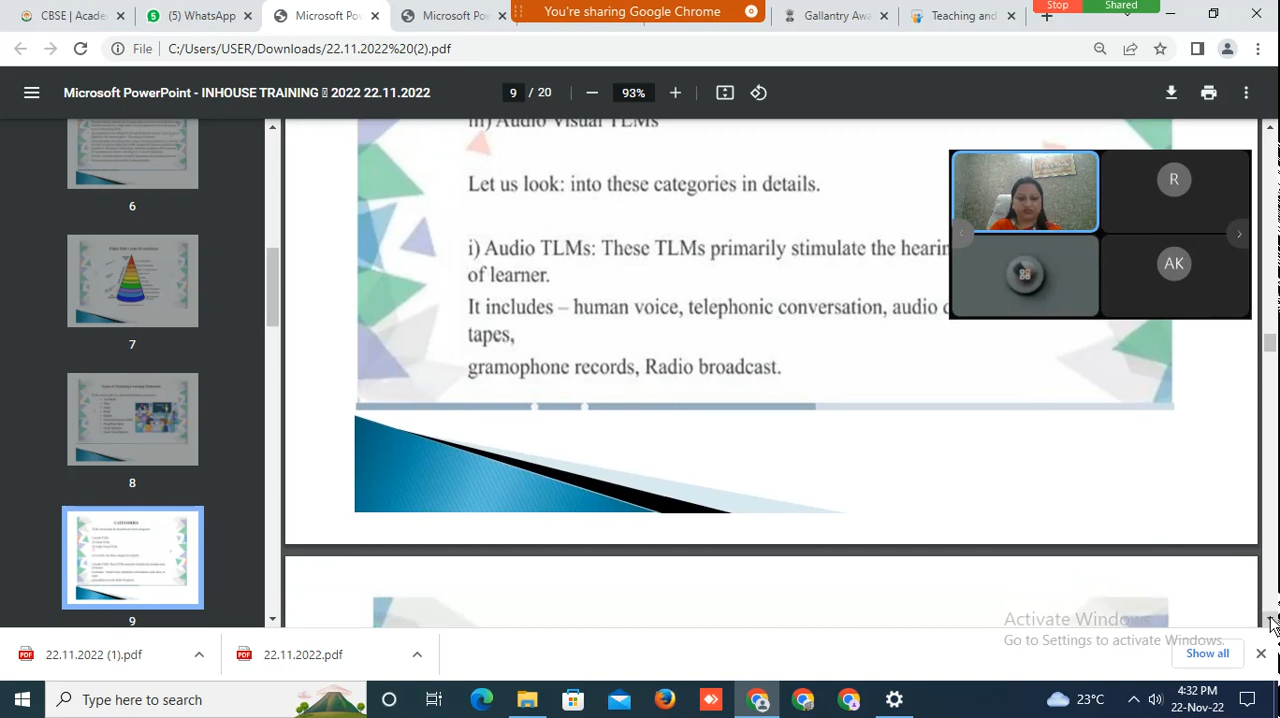 CBSE | Acade
(5) WhatsApp
Microsoft Po
Microsoft Po
You're sharing Google Chrome
Gallantry Awa
Teaching and
Stop
Shared
File
C:/Users/USER/Downloads/22.11.2022%20(2).pdf
Microsoft PowerPoint - INHOUSE TRAINING 2022 22.11.2022
9 / 20
93%
iii) Audio Visual TLMs
Let us look: into these categories in details.
i) Audio TLMs: These TLMs primarily stimulate the hearin
of learner.
It includes – human voice, telephonic conversation, audio
tapes,
gramophone records, Radio broadcast.
R
AK
6
7
8
CATEGORIES
9
Activate Windows
Go to Settings to activate Windows.
22.11.2022 (1).pdf
22.11.2022.pdf
Show all
Type here to search
23°C
4:32 PM
22-Nov-22